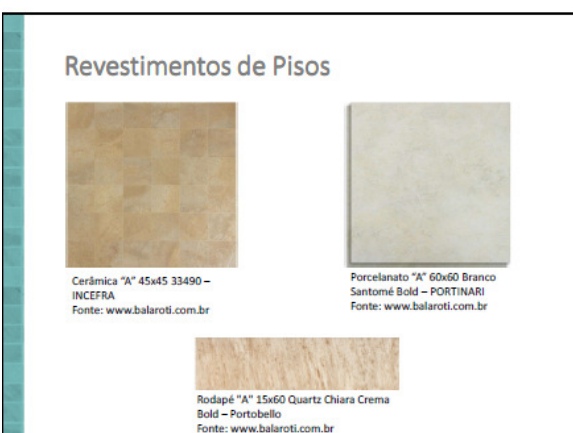 Revestimentos de Pisos
Cerâmica "A" 45x45 33490 –
INCEFRA
Fonte: www.balaroti.com.br
Porcelanato "A" 60x60 Branco
Santomé Bold – PORTINARI
Fonte: www.balaroti.com.br
Rodapé "A" 15x60 Quartz Chiara Crema
Bold – Portobello
Fonte: www.balaroti.com.br